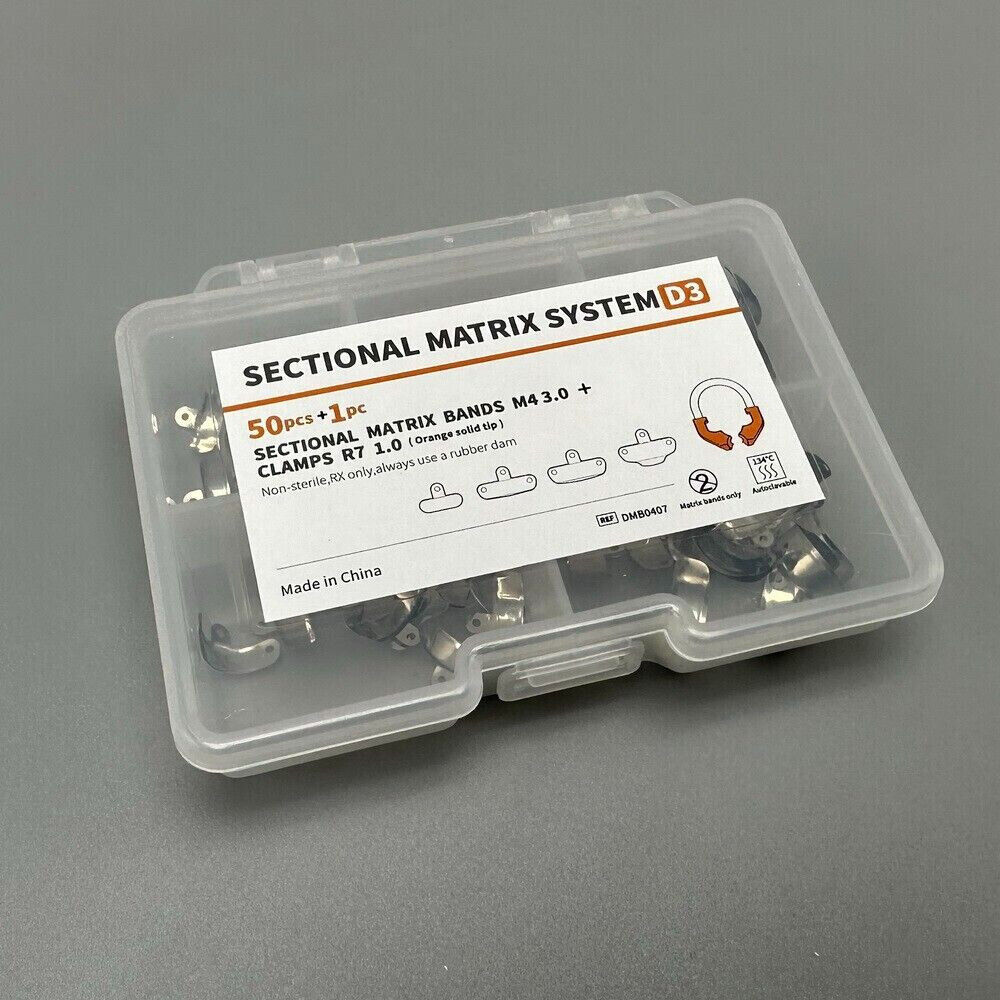 SECTIONAL MATRIX SYSTEM D3
50pcs+1pc
SECTIONAL MATRIX BANDS M4 3.0 +
CLAMPS R7 1.0 (Orange solid tip)
Non-sterile,RX only,always use a rubber dam
2
Matrix bands only
134°C
Autoclavable
REF DMB0407
Made in China